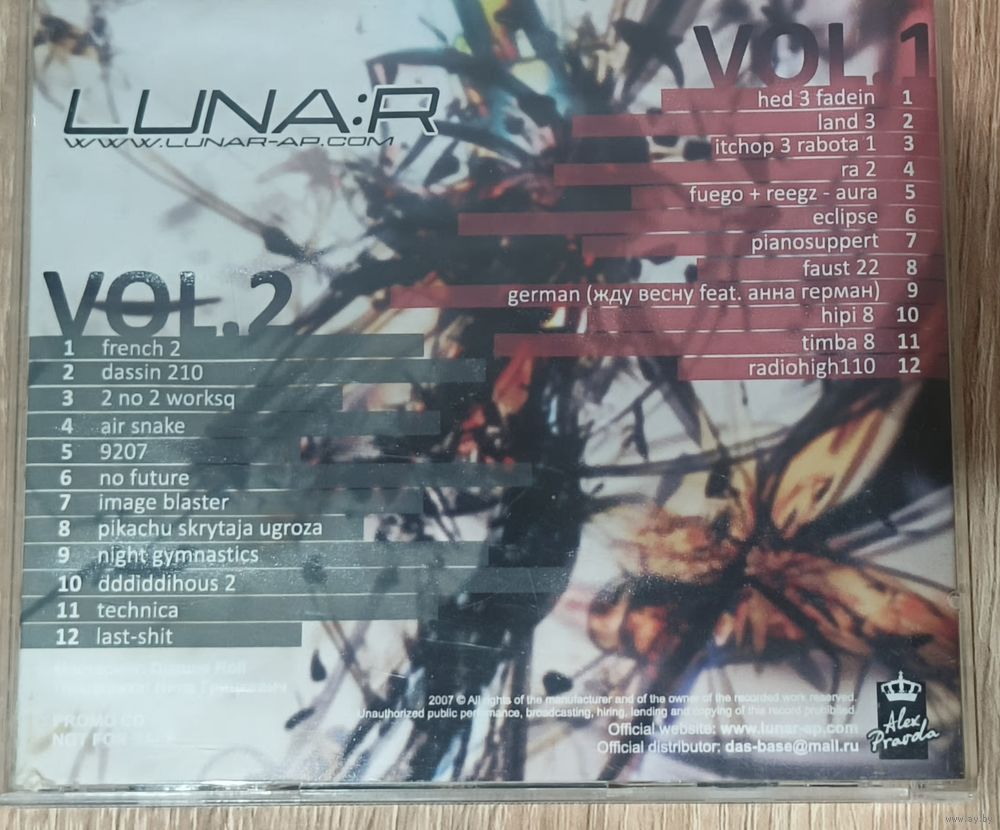 VOL.1
LUNA:R
WWW.LUNAR-AP.COM
hed 3 fadein 1
land 3 2
itchop 3 rabota 1 3
ra 2 4
fuego + reegz - aura 5
eclipse 6
pianosuppert 7
faust 22 8
german (жду весну feat. анна герман) 9
hipi 8 10
timba 8 11
radiohigh110 12
VOL.2
1 french 2
2 dassin 210
3 2 no 2 worksq
4 air snake
5 9207
6 no future
7 image blaster
8 pikachu skrytaja ugroza
9 night gymnastics
10 dddiddihous 2
11 technica
12 last-shit
PROMO CD
NOT FOR
2007 © All rights of the manufacturer and of the owner of the recorded work reserved.
Unauthorized public performance, broadcasting, hiring, lending and copying of this record prohibited.
Official website: www.lunar-ap.com
Official distributor: das-base@mail.ru
Alex
Pravda
www.ay.by